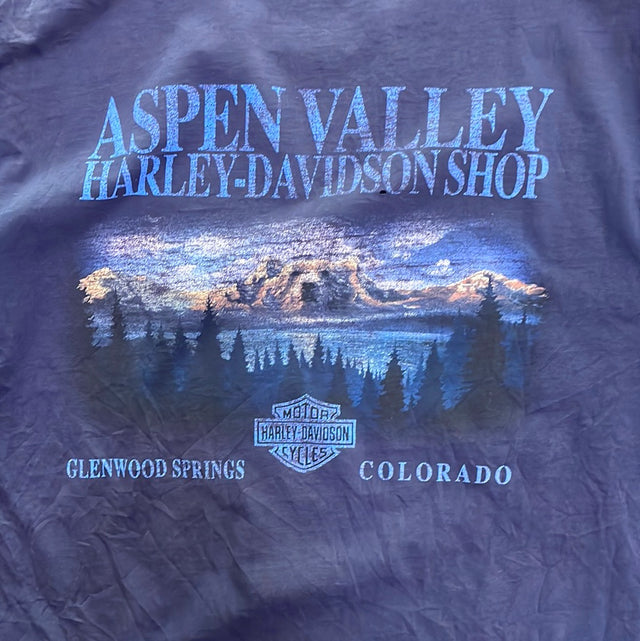 ASPEN VALLEY
HARLEY-DAVIDSON SHOP
MOTOR
HARLEY-DAVIDSON
CYCLES
GLENWOOD SPRINGS COLORADO